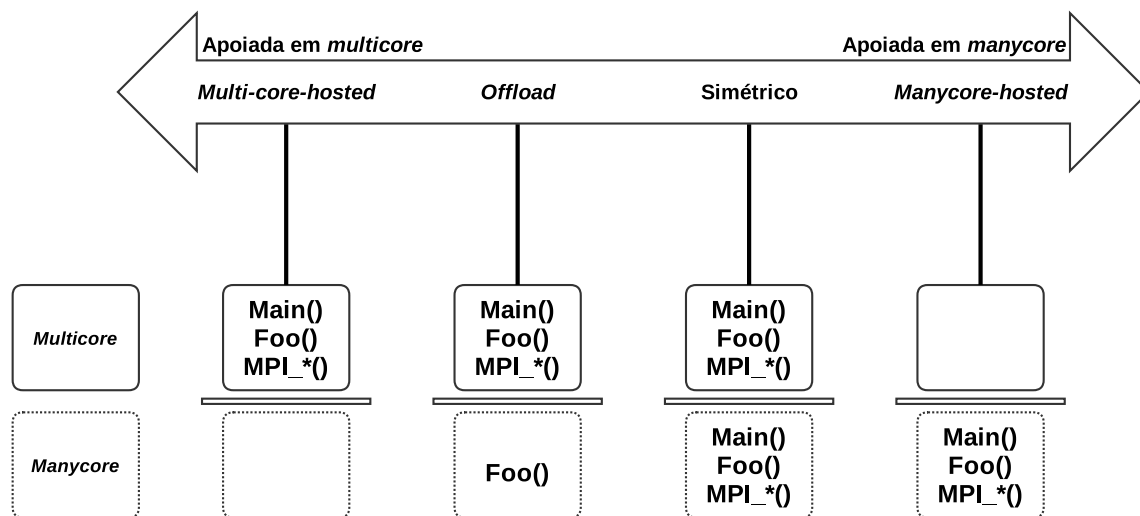 Apoiada em multicore
Apoiada em manycore
Multi-core-hosted
Offload
Simétrico
Manycore-hosted
Multicore
Main()
Foo()
MPI_*()
Main()
Foo()
MPI_*()
Main()
Foo()
MPI_*()
Manycore
Foo()
Main()
Foo()
MPI_*()
Main()
Foo()
MPI_*()